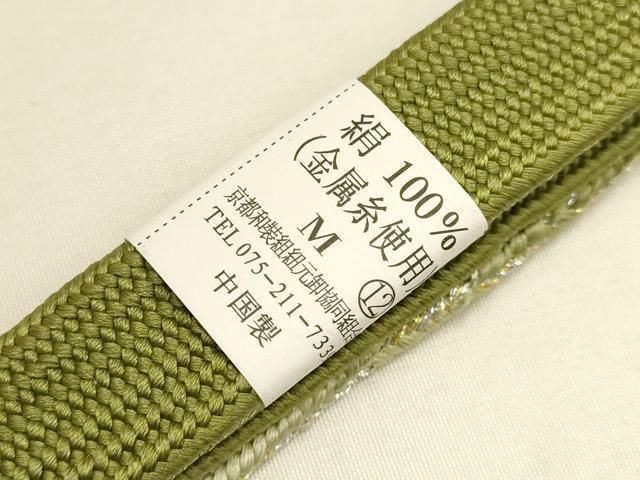 絹 100%
(金属糸使用)
M ⑫
京都和装組紐元卸協同組合
TEL 075-211-733
中国製